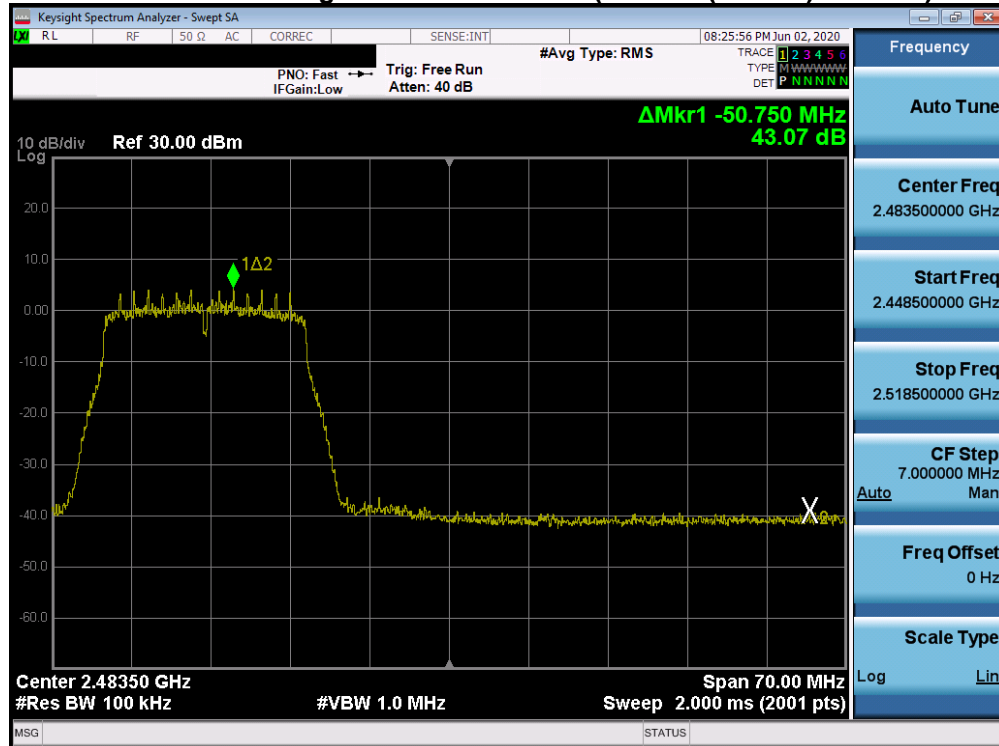 Keysight Spectrum Analyzer - Swept SA
LXI RL RF 50 Ω AC CORREC SENSE:INT 08:25:56 PM Jun 02, 2020
#Avg Type: RMS
TRACE 1 2 3 4 5 6
TYPE M WWWWW
DET P N N N N N
PNO: Fast
IFGain:Low
Trig: Free Run
Atten: 40 dB
ΔMkr1 -50.750 MHz
43.07 dB
10 dB/div Ref 30.00 dBm
Log
20.0
10.0
0.00
-10.0
-20.0
-30.0
-40.0
-50.0
-60.0
1Δ2
X2
Center 2.48350 GHz
Span 70.00 MHz
#Res BW 100 kHz
#VBW 1.0 MHz
Sweep 2.000 ms (2001 pts)
MSG
STATUS
Frequency
Auto Tune
Center Freq
2.483500000 GHz
Start Freq
2.448500000 GHz
Stop Freq
2.518500000 GHz
CF Step
7.000000 MHz
Auto Man
Freq Offset
0 Hz
Scale Type
Log Lin